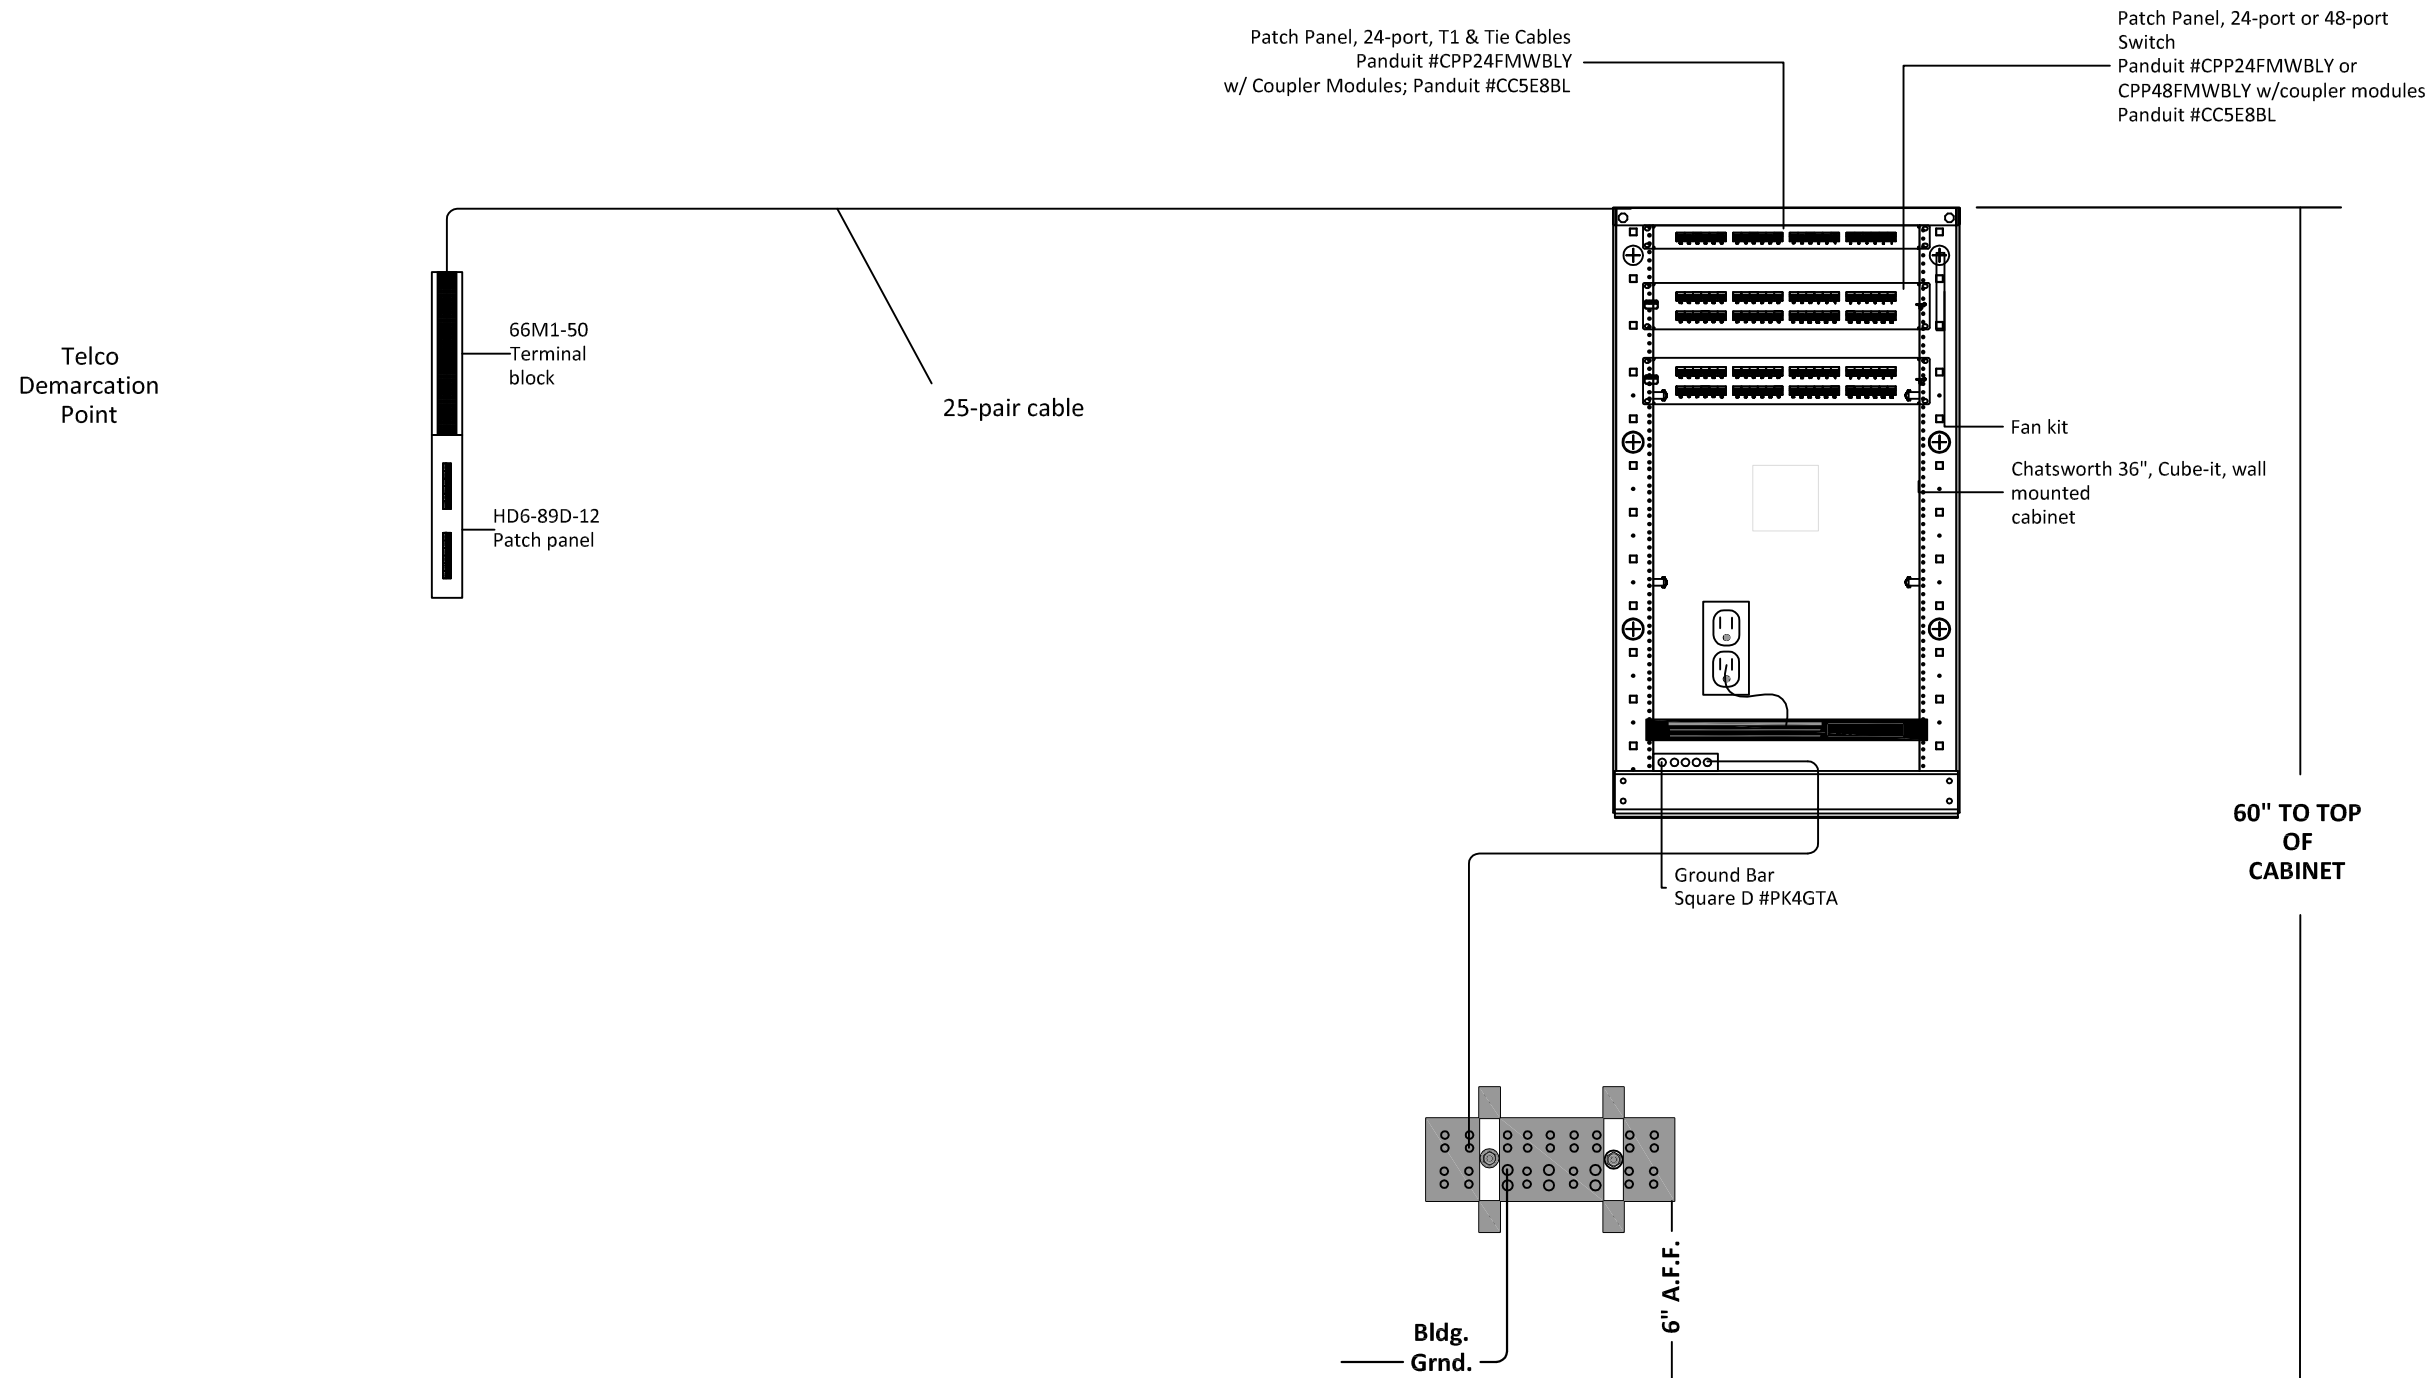 Patch Panel, 24-port, T1 & Tie Cables
Panduit #CPP24FMWBLY
w/ Coupler Modules; Panduit #CC5E8BL
Patch Panel, 24-port or 48-port
Switch
Panduit #CPP24FMWBLY or
CPP48FMWBLY w/coupler modules
Panduit #CC5E8BL
Telco
Demarcation
Point
66M1-50
Terminal
block
25-pair cable
HD6-89D-12
Patch panel
Fan kit
Chatsworth 36", Cube-it, wall
mounted
cabinet
60" TO TOP
OF
CABINET
Ground Bar
Square D #PK4GTA
6" A.F.F.
Bldg.
Grnd.